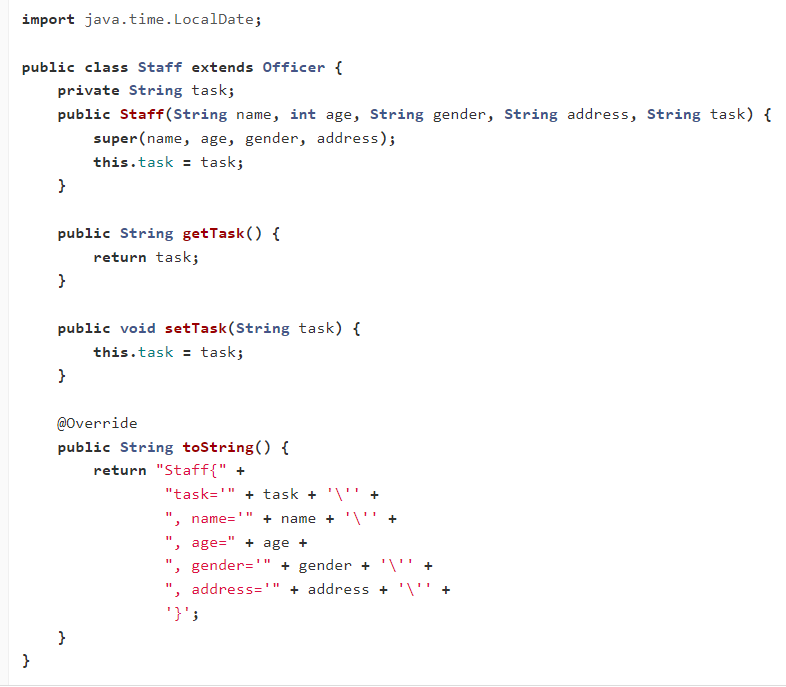 import java.time.LocalDate;
public class Staff extends Officer {
private String task;
public Staff(String name, int age, String gender, String address, String task) {
super(name, age, gender, address);
this.task = task;
}
public String getTask() {
return task;
}
public void setTask(String task) {
this.task = task;
}
@Override
public String toString() {
return "Staff{" +
"task='" + task + '\'' +
", name='" + name + '\'' +
", age=" + age +
", gender='" + gender + '\'' +
", address='" + address + '\'' +
'}';
}
}